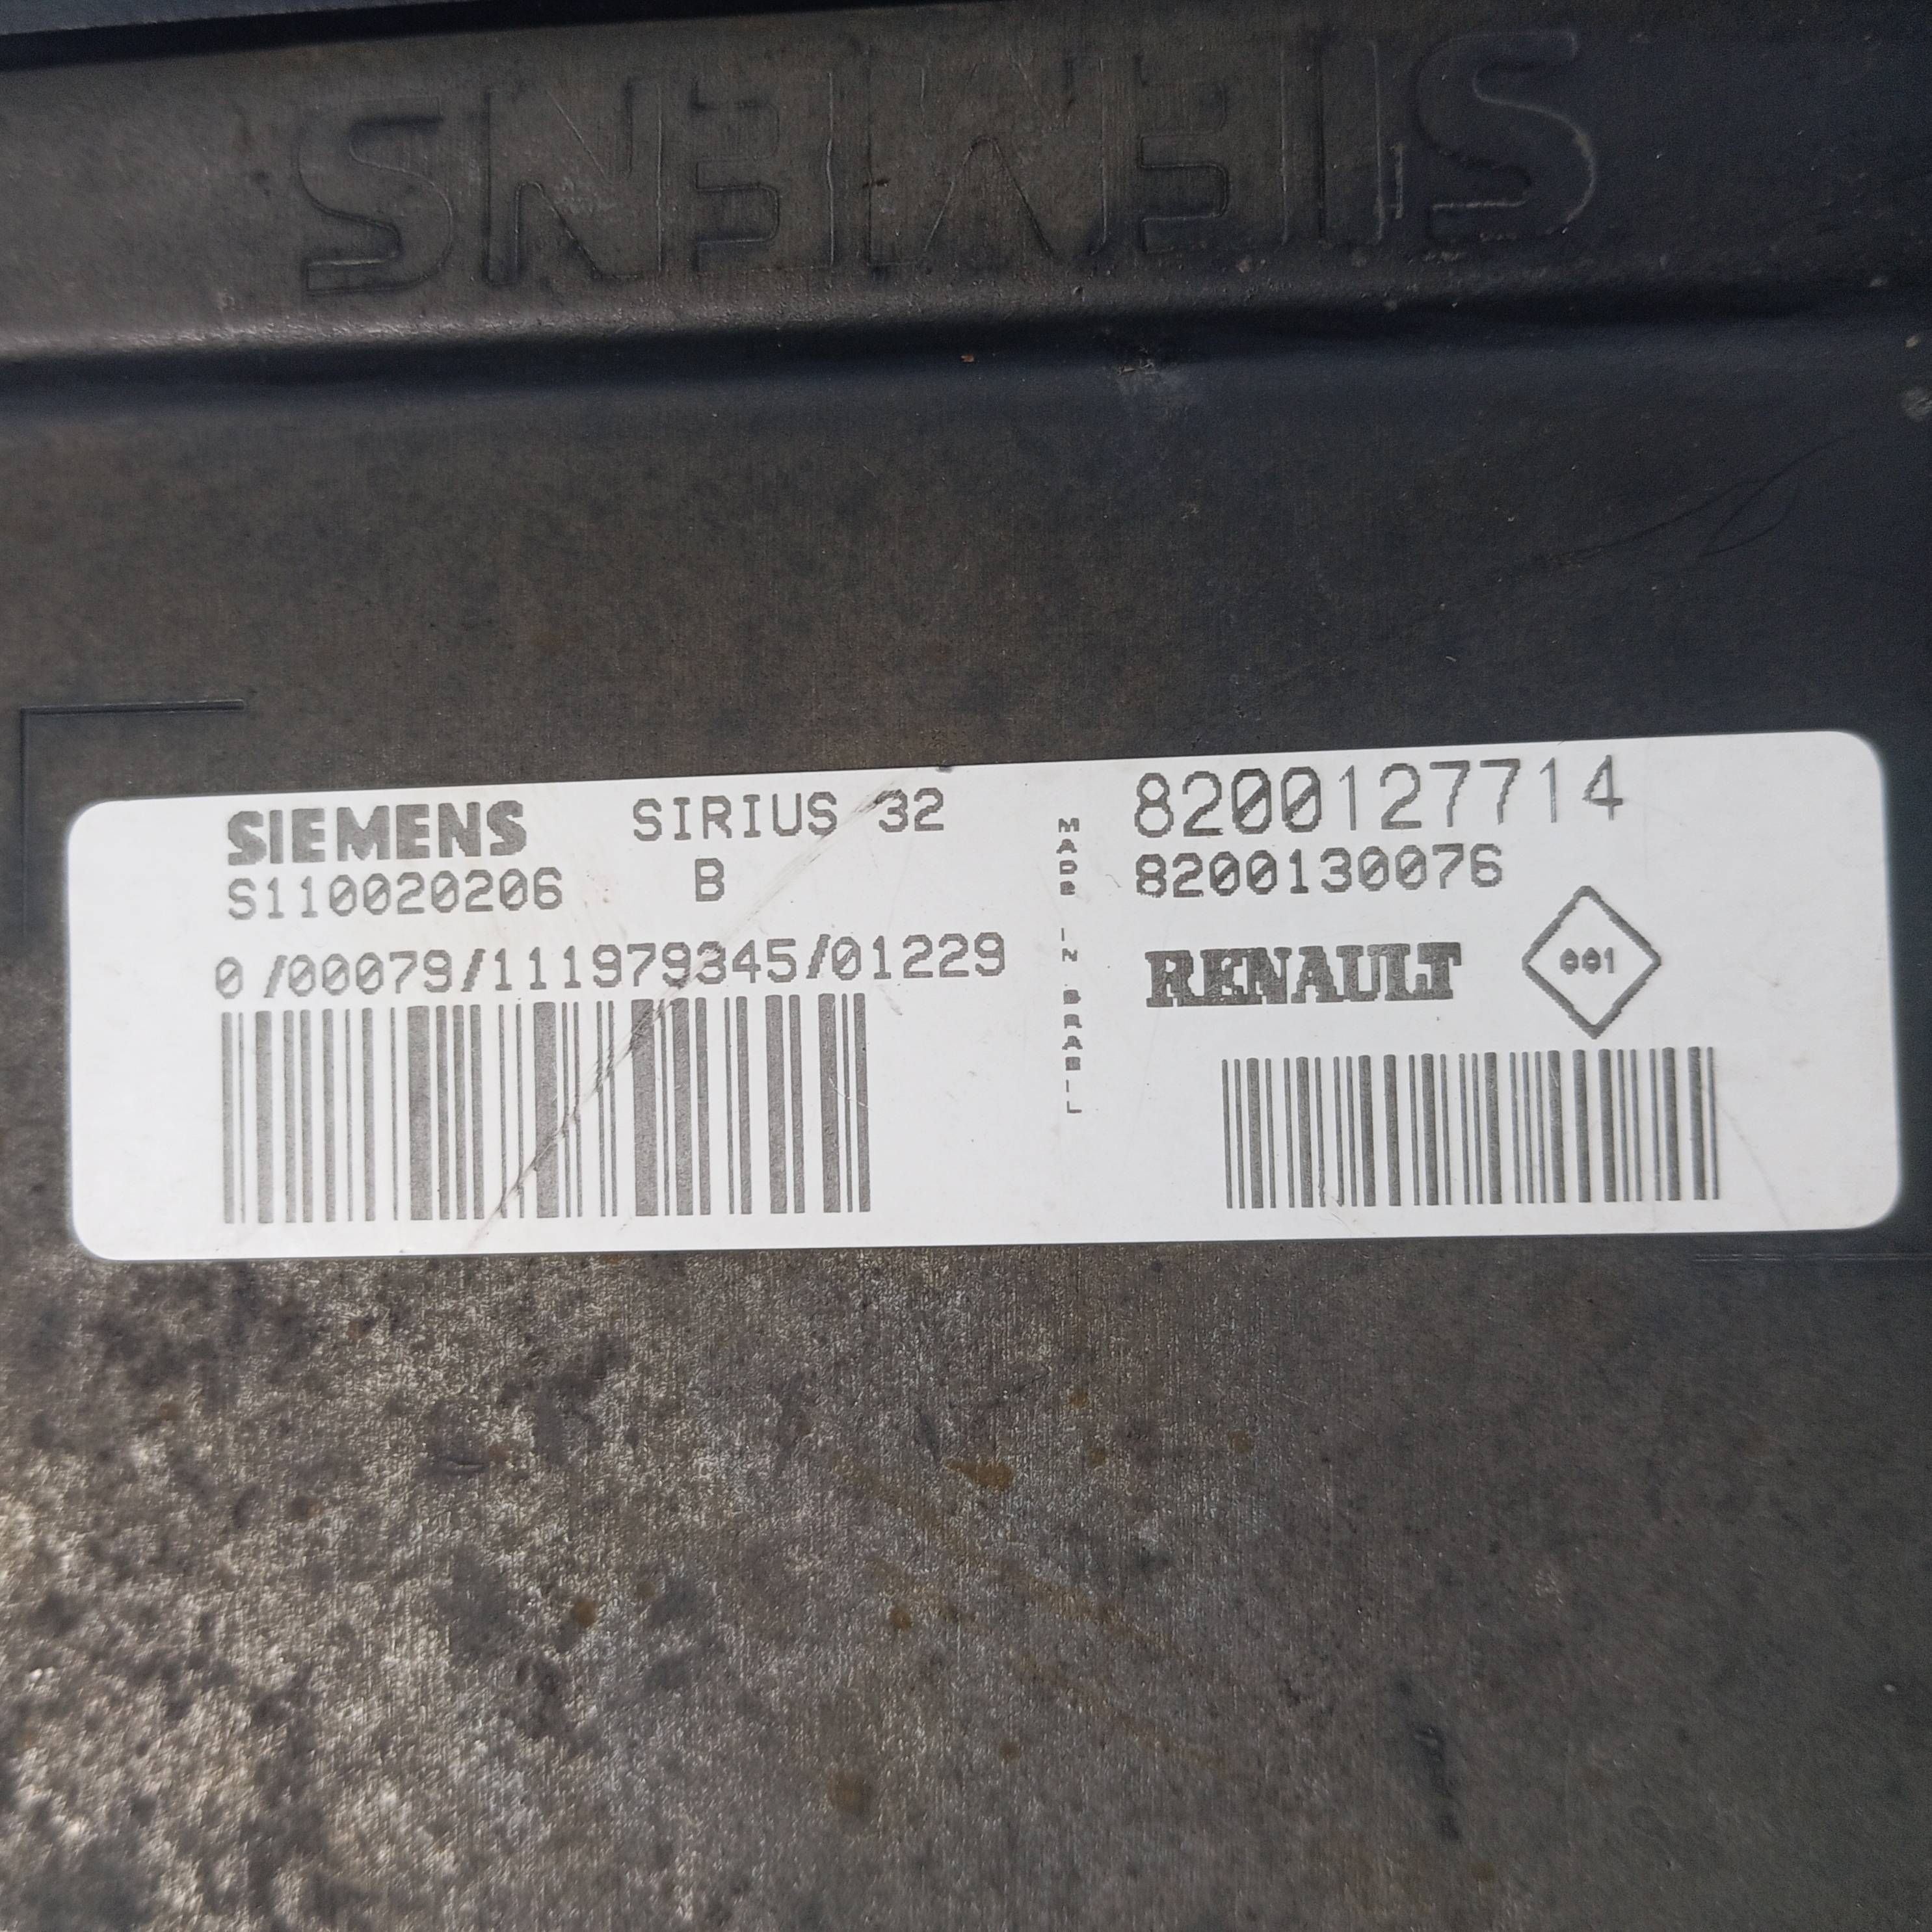 SIEMENS
SIEMENS SIRIUS 32
S110020206 B
0 /00079/111979345/01229
MADE IN BRASIL
8200127714
8200130076
RENAULT 001